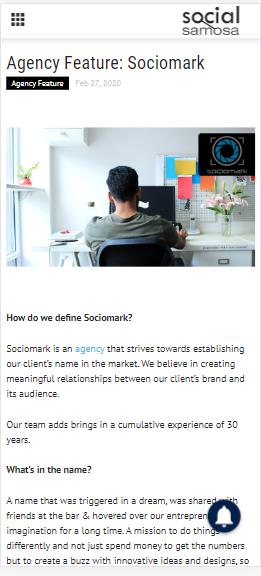 social
samosa
Agency Feature: Sociomark
Agency Feature Feb 27, 2020
sociomark
How do we define Sociomark?
Sociomark is an agency that strives towards establishing
our client's name in the market. We believe in creating
meaningful relationships between our client's brand and
its audience.
Our team adds brings in a cumulative experience of 30
years.
What's in the name?
A name that was triggered in a dream, was shared with
friends at the bar & hovered over our entrepren
imagination for a long time. A mission to do things
differently and not just spend money to get the numbers
but to create a buzz with innovative ideas and designs, so